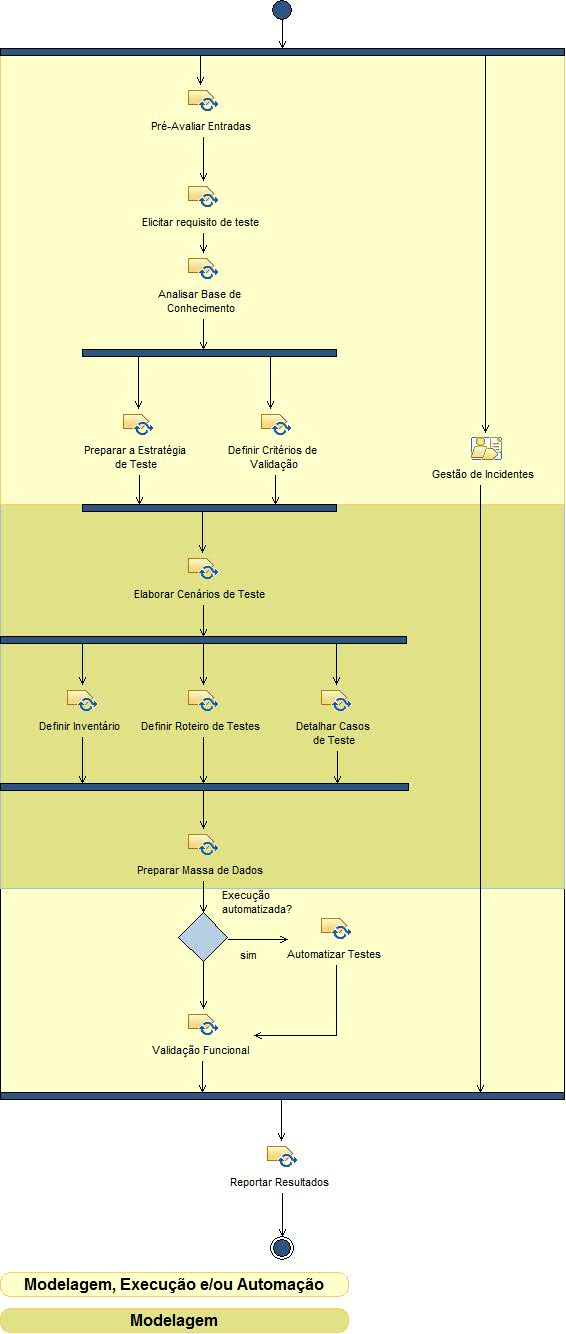 Pré-Avaliar Entradas
Elicitar requisito de teste
Analisar Base de
Conhecimento
Preparar a Estratégia
de Teste
Definir Critérios de
Validação
Gestão de Incidentes
Elaborar Cenários de Teste
Definir Inventário
Definir Roteiro de Testes
Detalhar Casos
de Teste
Preparar Massa de Dados
Execução
automatizada?
sim
Automatizar Testes
Validação Funcional
Reportar Resultados
Modelagem, Execução e/ou Automação
Modelagem